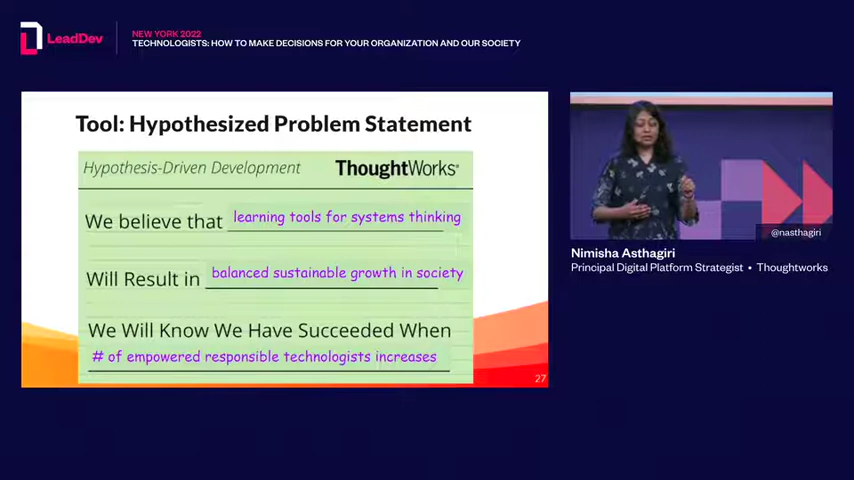 LeadDev
NEW YORK 2022
TECHNOLOGISTS: HOW TO MAKE DECISIONS FOR YOUR ORGANIZATION AND OUR SOCIETY
Tool: Hypothesized Problem Statement
Hypothesis-Driven Development
ThoughtWorks®
We believe that learning tools for systems thinking
Will Result in balanced sustainable growth in society
We Will Know We Have Succeeded When
# of empowered responsible technologists increases
27
@nasthagiri
Nimisha Asthagiri
Principal Digital Platform Strategist • Thoughtworks